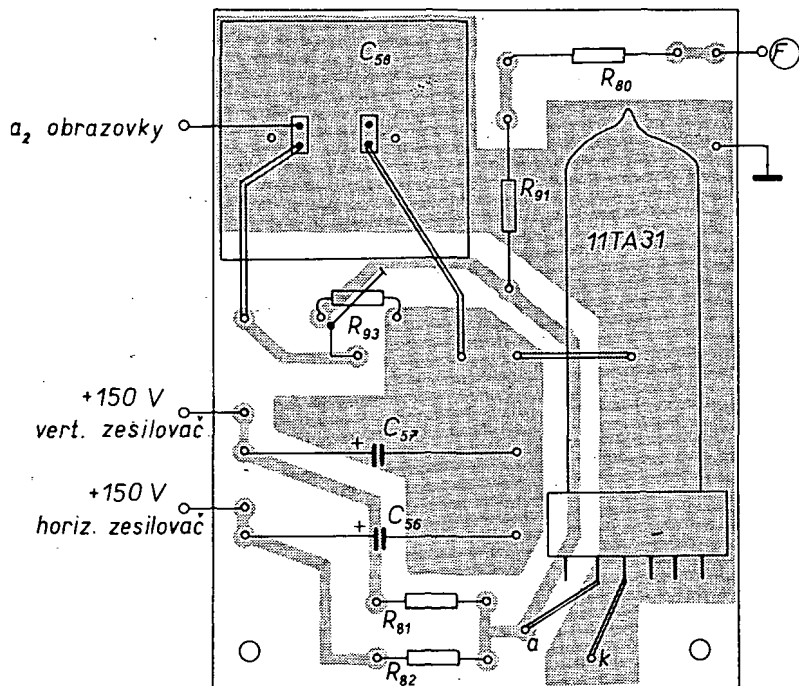 C58
F
R80
a2 obrazovky
R91
11TA31
R93
+150 V
vert. zesilovač
+
C57
+150 V
horiz. zesilovač
+
C56
R81
a
k
R82